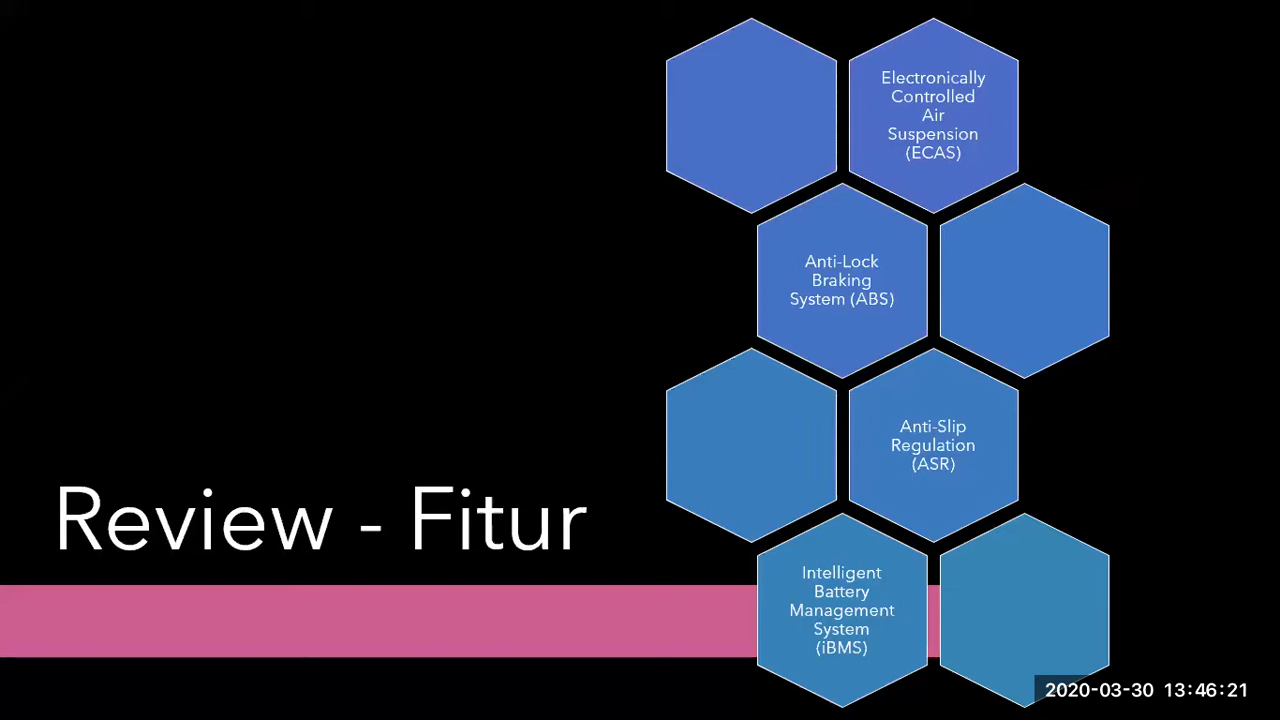 Electronically
Controlled
Air
Suspension
(ECAS)
Anti-Lock
Braking
System (ABS)
Anti-Slip
Regulation
(ASR)
Review - Fitur
Intelligent
Battery
Management
System
(iBMS)
2020-03-30 13:46:21